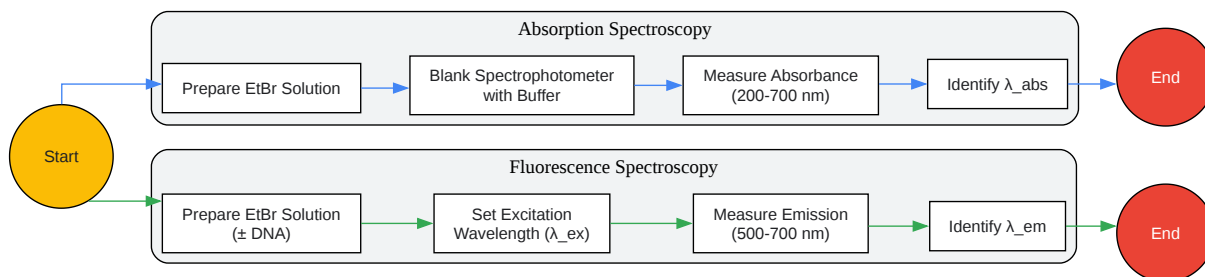 Absorption Spectroscopy
Prepare EtBr Solution
Blank Spectrophotometer
with Buffer
Measure Absorbance
(200-700 nm)
Identify λ_abs
End
Start
Fluorescence Spectroscopy
Prepare EtBr Solution
(± DNA)
Set Excitation
Wavelength (λ_ex)
Measure Emission
(500-700 nm)
Identify λ_em
End